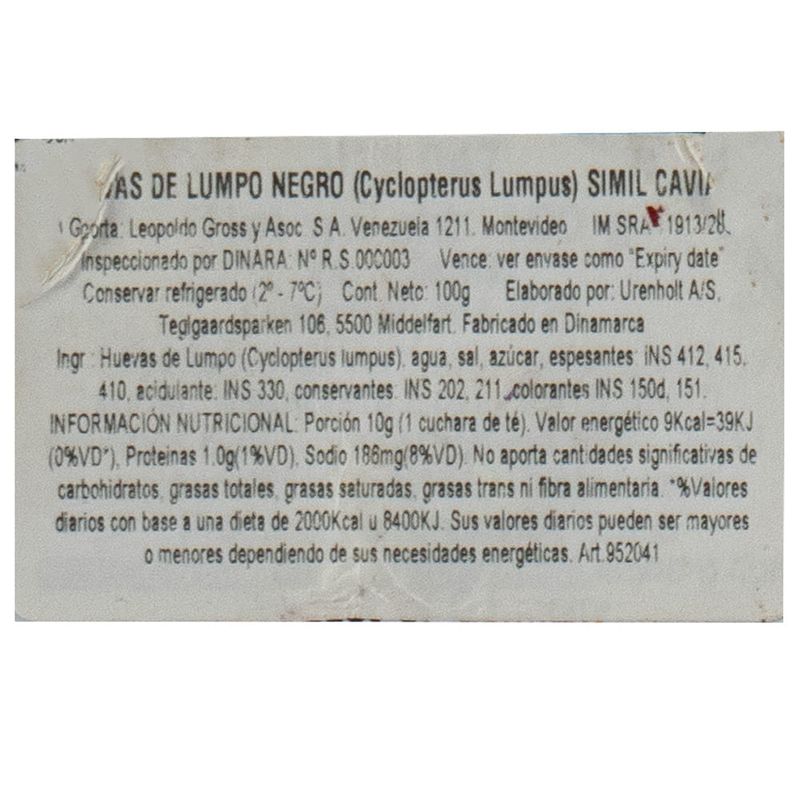 VAS DE LUMPO NEGRO (Cyclopterus Lumpus) SIMIL CAVIA
Leopoldo Gross y Asoc. S.A. Venezuela 1211. Montevideo IM SRA
Inspeccionado por DINARA: Nº R.S.00C003 Vence: ver envase como "Expiry date"
Conservar refrigerado (2º - 7ºC) Cont. Neto: 100g Elaborado por: Urenholt A/S,
Teglgaardsparken 106, 5500 Middelfart. Fabricado en Dinamarca
Ingr.: Huevas de Lumpo (Cyclopterus lumpus), agua, sal, azúcar, espesantes: INS 412, 415,
410, acidulante: INS 330, conservantes: INS 202, 211, colorantes INS 150d, 151.
INFORMACIÓN NUTRICIONAL: Porción 10g (1 cuchara de té). Valor energético 9Kcal=39KJ
(0%VD*), Proteinas 1.0g(1%VD), Sodio 186mg(8%VD). No aporta cantidades significativas de
carbohidratos, grasas totales, grasas saturadas, grasas trans ni fibra alimentaria. *%Valores
diarios con base a una dieta de 2000Kcal u 8400KJ. Sus valores diarios pueden ser mayores
o menores dependiendo de sus necesidades energéticas. Art.952041